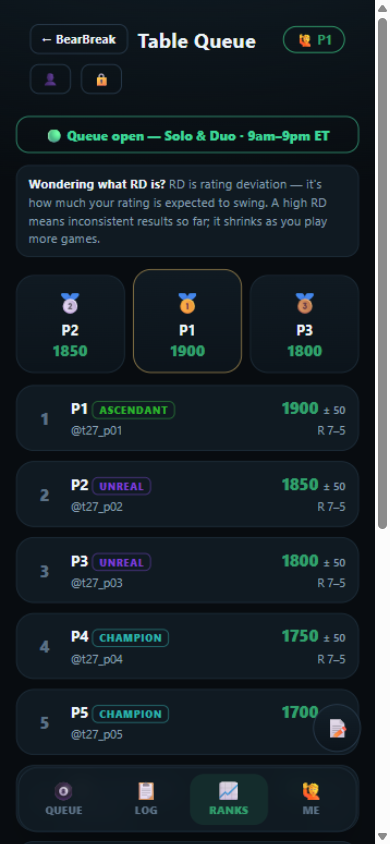 ← BearBreak
Table Queue
P1
Queue open — Solo & Duo · 9am–9pm ET
Wondering what RD is? RD is rating deviation — it's
how much your rating is expected to swing. A high RD
means inconsistent results so far; it shrinks as you play
more games.
2
P2
1850
1
P1
1900
3
P3
1800
1
P1 ASCENDANT
1900 ± 50
@t27_p01
R 7–5
2
P2 UNREAL
1850 ± 50
@t27_p02
R 7–5
3
P3 UNREAL
1800 ± 50
@t27_p03
R 7–5
4
P4 CHAMPION
1750 ± 50
@t27_p04
R 7–5
5
P5 CHAMPION
1700
@t27_p05
QUEUE
LOG
RANKS
ME